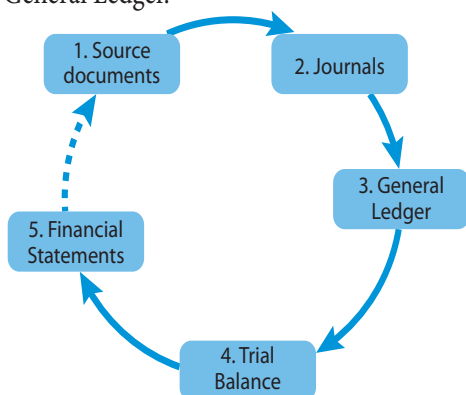 General Ledger.
1. Source
documents
2. Journals
3. General
Ledger
4. Trial
Balance
5. Financial
Statements